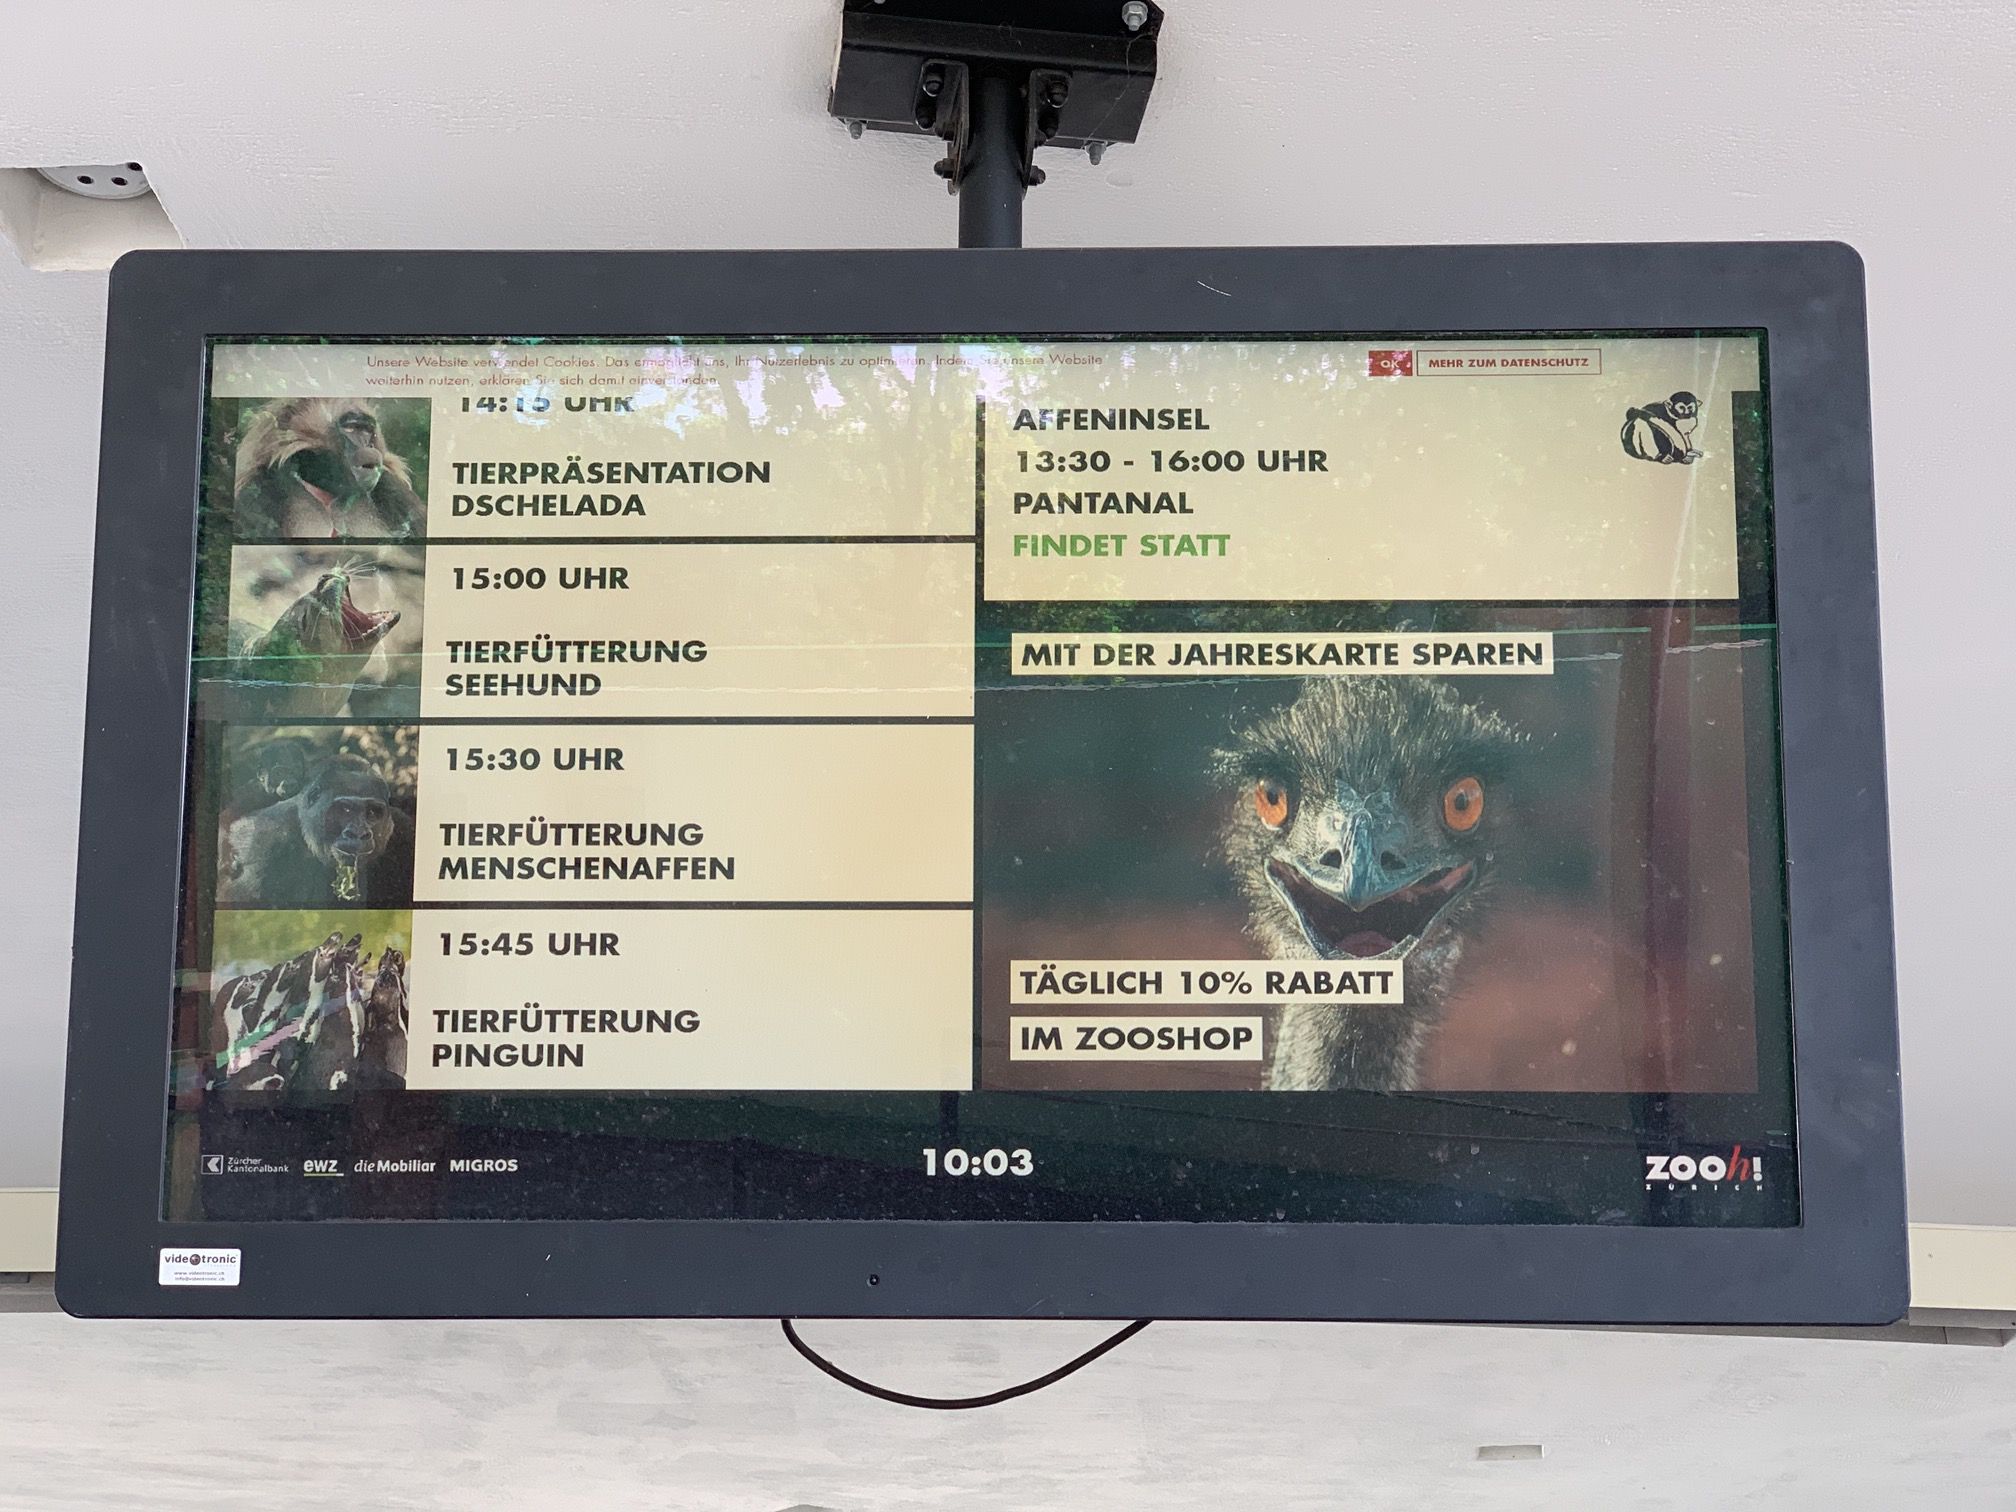 Unsere Website verwendet Cookies. Das ermöglicht uns, Ihr Nutzerlebnis zu optimieren. Indem Sie unsere Website
weiterhin nutzen, erklären Sie sich damit einverstanden.
OK
MEHR ZUM DATENSCHUTZ
14:15 UHR
TIERPRÄSENTATION
DSCHELADA
15:00 UHR
TIERFÜTTERUNG
SEEHUND
15:30 UHR
TIERFÜTTERUNG
MENSCHENAFFEN
15:45 UHR
TIERFÜTTERUNG
PINGUIN
AFFENINSEL
13:30 - 16:00 UHR
PANTANAL
FINDET STATT
MIT DER JAHRESKARTE SPAREN
TÄGLICH 10% RABATT
IM ZOOSHOP
Zürcher
Kantonalbank
ewz
die Mobiliar
MIGROS
10:03
ZOOh!
ZÜRICH
videotronic
www.videotronic.ch
info@videotronic.ch